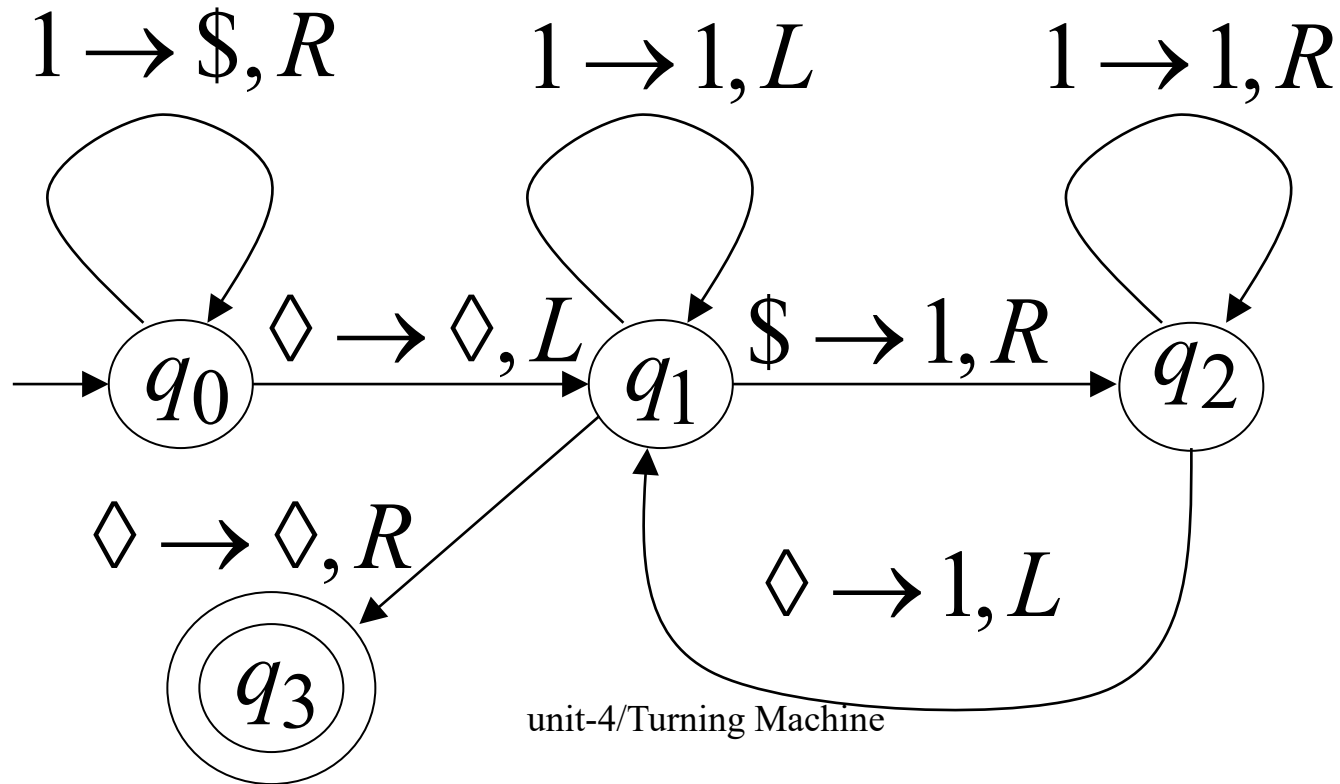 1 → $, R
1 → 1, L
1 → 1, R
◊ → ◊, L
$ → 1, R
q0
q1
q2
◊ → ◊, R
◊ → 1, L
q3
unit-4/Turning Machine